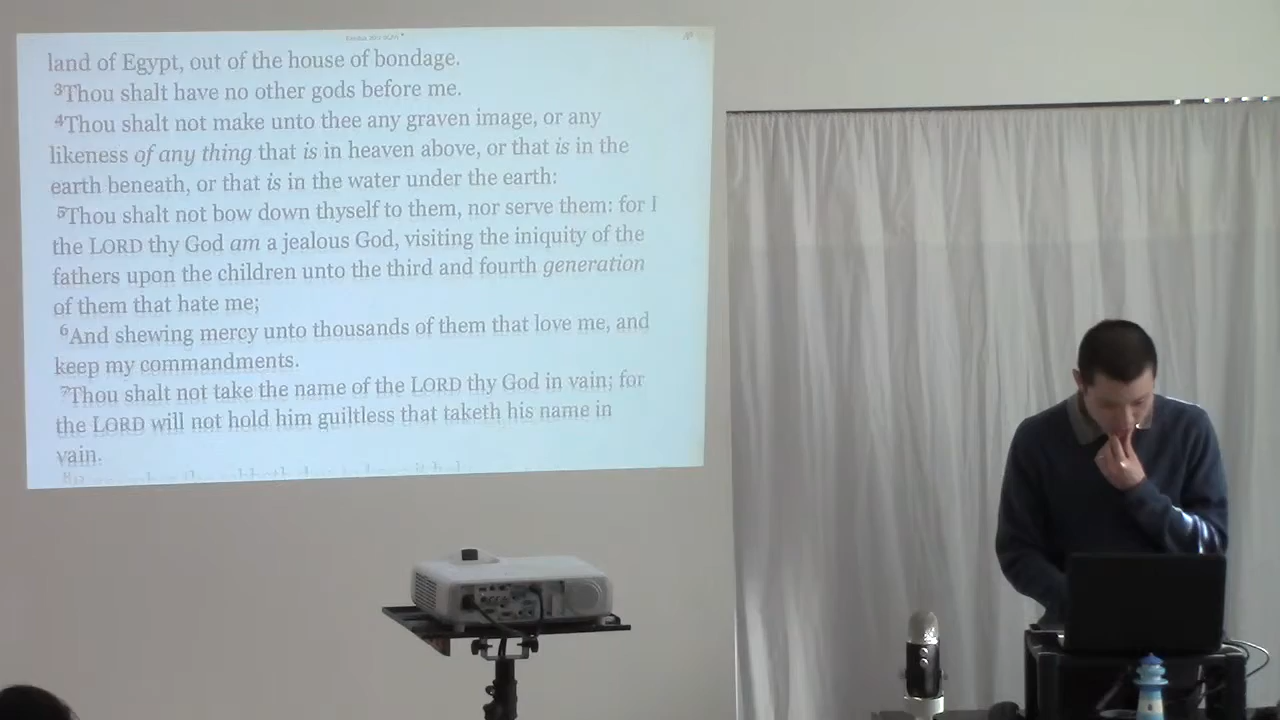 land of Egypt, out of the house of bondage.
3Thou shalt have no other gods before me.
4Thou shalt not make unto thee any graven image, or any
likeness of any thing that is in heaven above, or that is in the
earth beneath, or that is in the water under the earth:
5Thou shalt not bow down thyself to them, nor serve them: for I
the LORD thy God am a jealous God, visiting the iniquity of the
fathers upon the children unto the third and fourth generation
of them that hate me;
6And shewing mercy unto thousands of them that love me, and
keep my commandments.
7Thou shalt not take the name of the LORD thy God in vain; for
the LORD will not hold him guiltless that taketh his name in
vain.